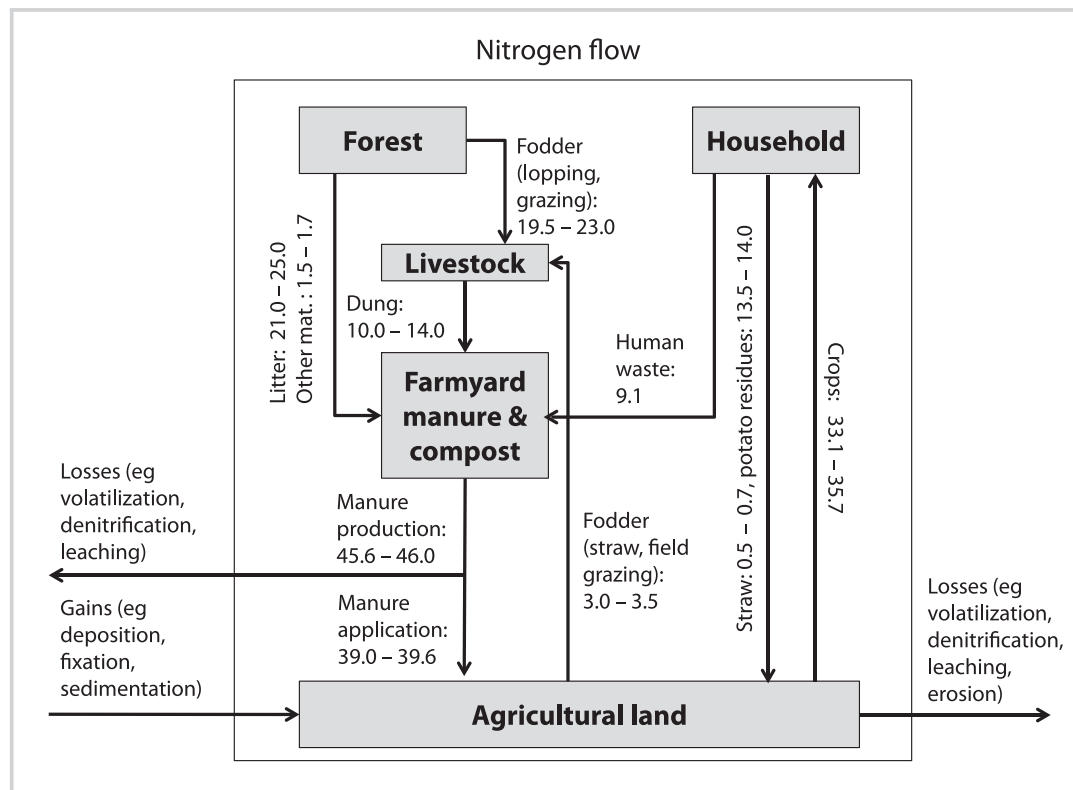 Nitrogen flow
Forest
Household
Fodder
(lopping,
grazing):
19.5 – 23.0
Litter:  21.0 – 25.0
Other mat.: 1.5 – 1.7
Livestock
Dung:
10.0 – 14.0
Farmyard
manure &
compost
Human
waste:
9.1
Straw: 0.5 – 0.7, potato residues: 13.5 – 14.0
Crops:  33.1 – 35.7
Losses (eg
volatilization,
denitrification,
leaching)
Manure
production:
45.6 – 46.0
Fodder
(straw, field
grazing):
3.0 – 3.5
Gains (eg
deposition,
fixation,
sedimentation)
Manure
application:
39.0 – 39.6
Losses (eg
volatilization,
denitrification,
leaching,
erosion)
Agricultural land